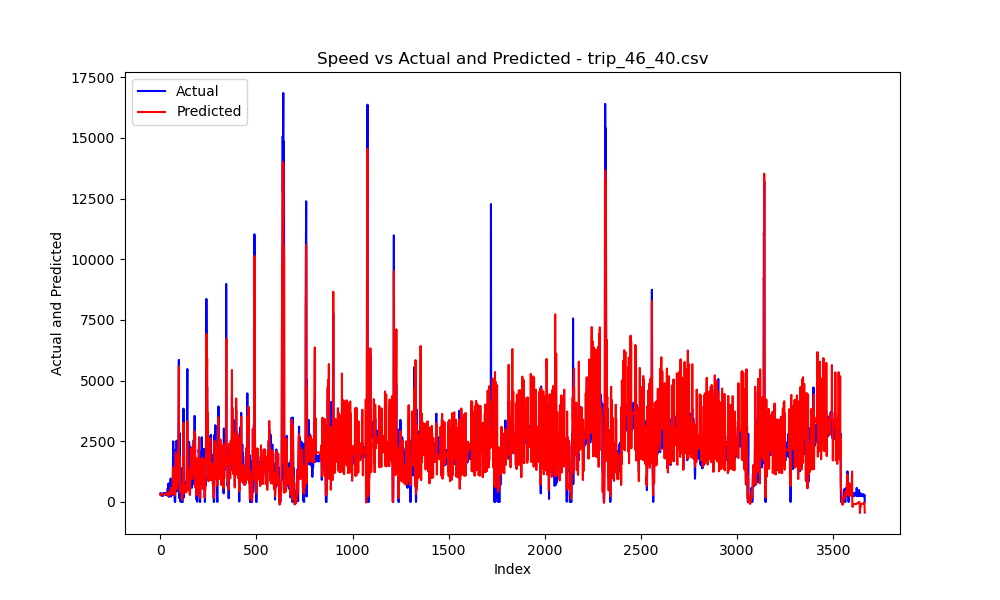 Speed vs Actual and Predicted - trip_46_40.csv
Actual
Predicted
17500
15000
12500
10000
7500
5000
2500
0
Actual and Predicted
0 500 1000 1500 2000 2500 3000 3500
Index